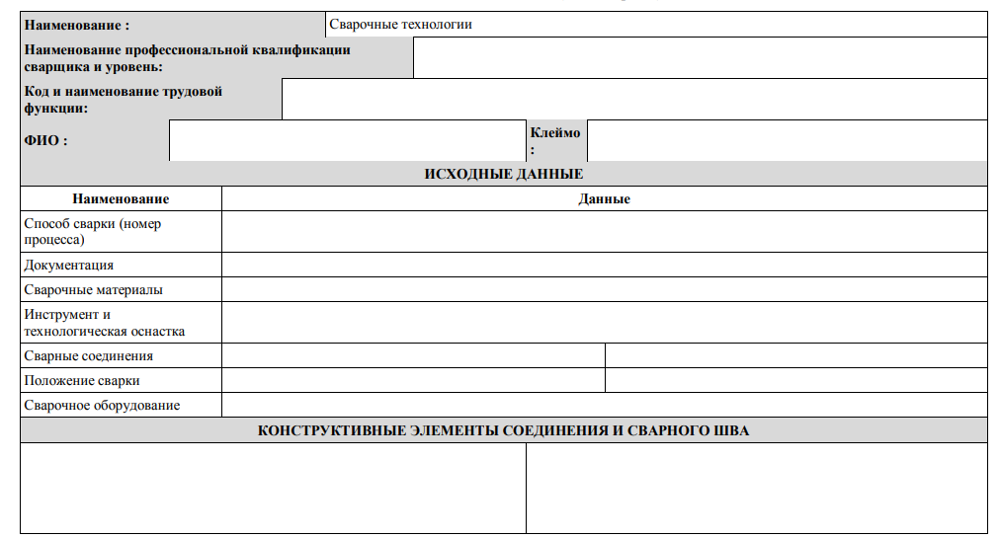 Наименование :
Сварочные технологии
Наименование профессиональной квалификации
сварщика и уровень:
Код и наименование трудовой
функции:
ФИО :
Клеймо
:
ИСХОДНЫЕ ДАННЫЕ
Наименование
Данные
Способ сварки (номер
процесса)
Документация
Сварочные материалы
Инструмент и
технологическая оснастка
Сварные соединения
Положение сварки
Сварочное оборудование
КОНСТРУКТИВНЫЕ ЭЛЕМЕНТЫ СОЕДИНЕНИЯ И СВАРНОГО ШВА